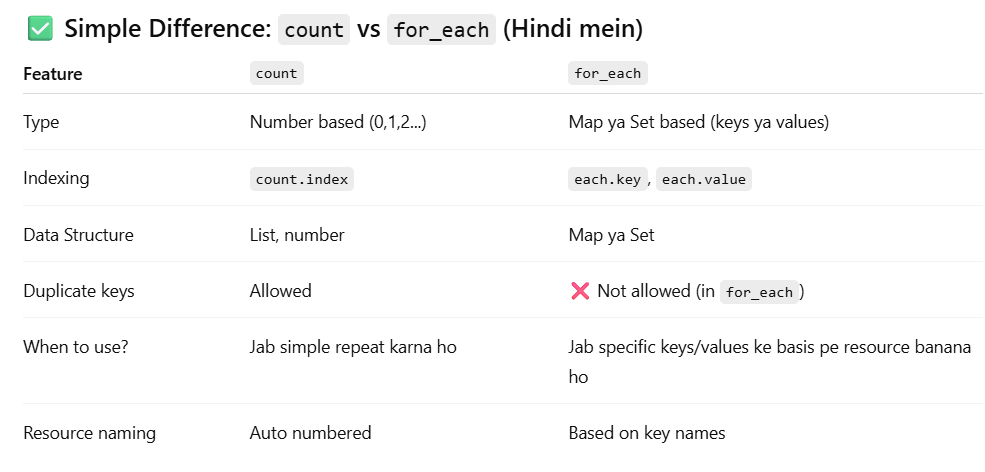 ✅ Simple Difference: count vs for_each (Hindi mein)
Feature count for_each
Type Number based (0,1,2...) Map ya Set based (keys ya values)
Indexing count.index each.key, each.value
Data Structure List, number Map ya Set
Duplicate keys Allowed ❌ Not allowed (in for_each)
When to use? Jab simple repeat karna ho Jab specific keys/values ke basis pe resource banana
ho
Resource naming Auto numbered Based on key names